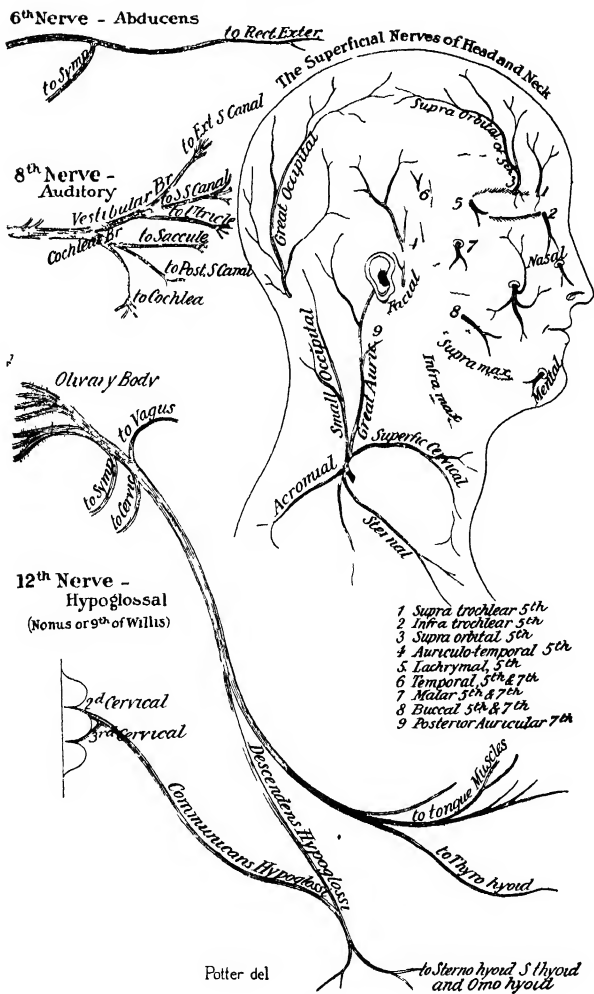 6th Nerve - Abducens
to Rect. Exter
to Symp
The Superficial Nerves of Head and Neck
8th Nerve -
Auditory
to Ext S Canal
Vestibular Br
to S S Canal
to Utricle
Cochlear Br
to Saccule
to Post. S Canal
to Cochlea
Great Occipital
Supra Orbital or 5th
3
1
6
5
2
4
7
Nasal
Facial
8
9
Small Occipital
Great Auric
Supra max.
Infra max
Mental
Superfic Cervical
Acromial
Sternal
Olivary Body
to Vagus
to Symp
to Cervic
12th Nerve -
Hypoglossal
(Nonus or 9th of Willis)
1 Supra trochlear 5th
2 Infra trochlear 5th
3 Supra orbital 5th
4 Auriculo-temporal 5th
5. Lachrymal, 5th
6 Temporal, 5th & 7th
7 Malar 5th & 7th
8 Buccal 5th & 7th
9 Posterior Auricular 7th
2d Cervical
3rd Cervical
Communicans Hypoglossi
Descendens Hypoglossi
to tongue Muscles
to Thyro hyoid
Potter del
to Sterno hyoid S thyoid
and Omo hyoid